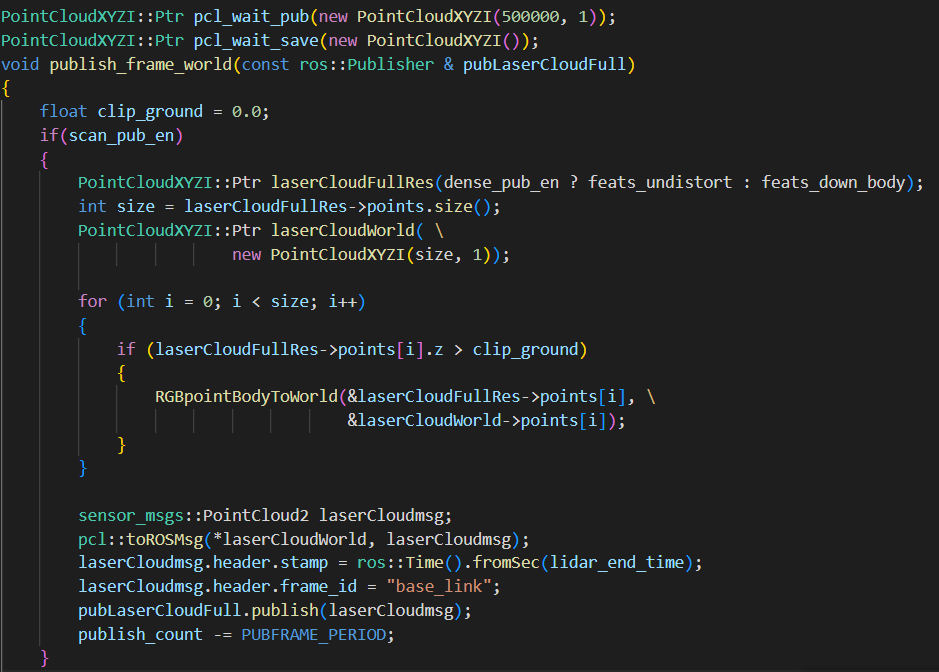 PointCloudXYZI::Ptr pcl_wait_pub(new PointCloudXYZI(500000, 1));
PointCloudXYZI::Ptr pcl_wait_save(new PointCloudXYZI());
void publish_frame_world(const ros::Publisher & pubLaserCloudFull)
{
    float clip_ground = 0.0;
    if(scan_pub_en)
    {
        PointCloudXYZI::Ptr laserCloudFullRes(dense_pub_en ? feats_undistort : feats_down_body);
        int size = laserCloudFullRes->points.size();
        PointCloudXYZI::Ptr laserCloudWorld( \
                        new PointCloudXYZI(size, 1));

        for (int i = 0; i < size; i++)
        {
            if (laserCloudFullRes->points[i].z > clip_ground)
            {
                RGBpointBodyToWorld(&laserCloudFullRes->points[i], \
                                    &laserCloudWorld->points[i]);
            }
        }

        sensor_msgs::PointCloud2 laserCloudmsg;
        pcl::toROSMsg(*laserCloudWorld, laserCloudmsg);
        laserCloudmsg.header.stamp = ros::Time().fromSec(lidar_end_time);
        laserCloudmsg.header.frame_id = "base_link";
        pubLaserCloudFull.publish(laserCloudmsg);
        publish_count -= PUBFRAME_PERIOD;
    }